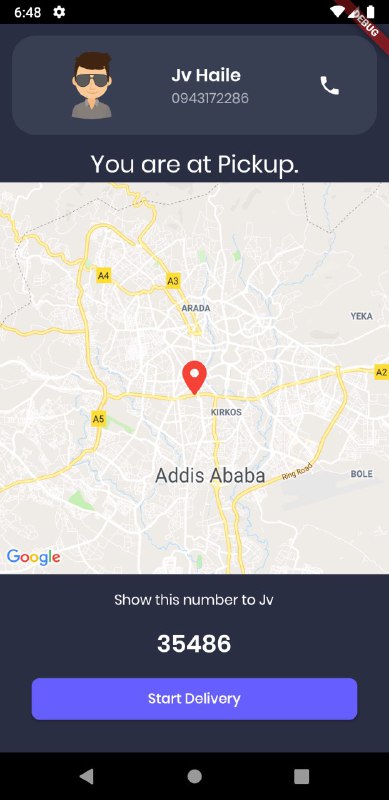 6:48
DEBUG
Jv Haile
0943172286
You are at Pickup.
A4
A3
ARADA
YEKA
A2
A5
KIRKOS
Addis Ababa
Ring Road
BOLE
Google
Show this number to Jv
35486
Start Delivery